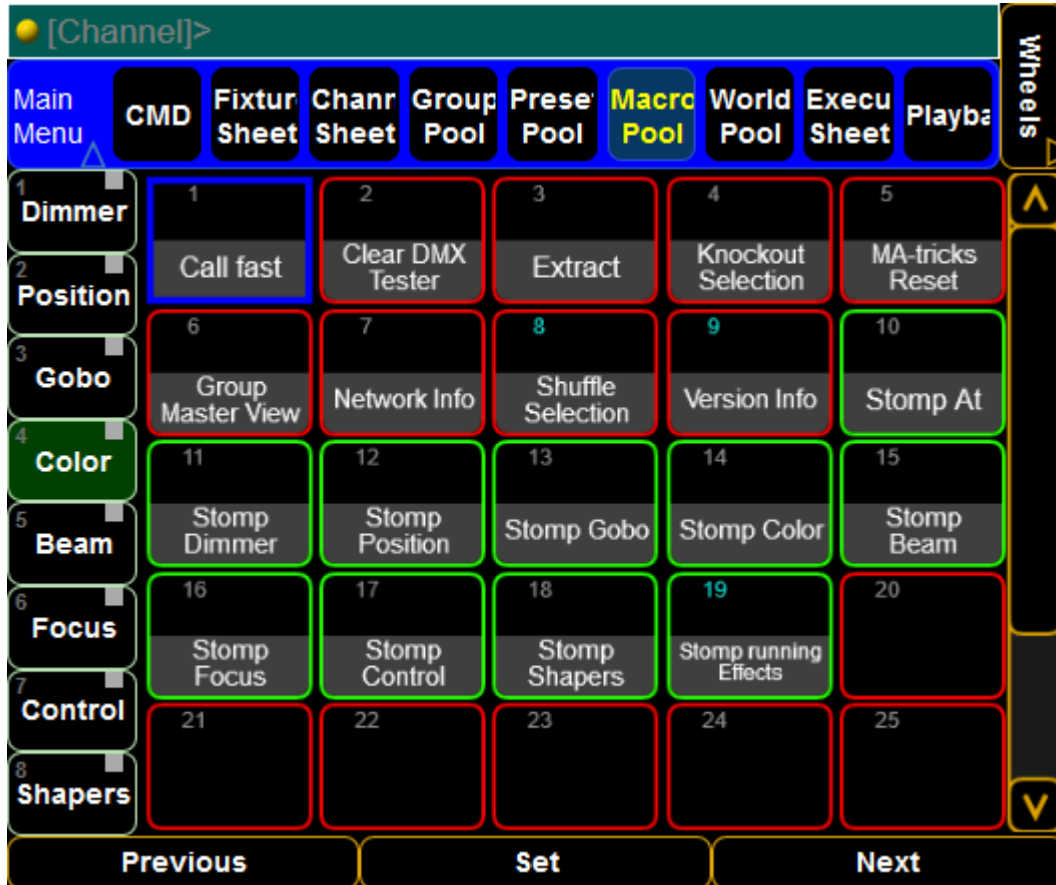 [Channel]>
Wheels
Main
Menu
CMD
Fixtur
Sheet
Chanr
Sheet
Group
Pool
Prese
Pool
Macro
Pool
World
Pool
Execu
Sheet
Playba
1
Dimmer
2
Position
3
Gobo
4
Color
5
Beam
6
Focus
7
Control
8
Shapers
1
Call fast
2
Clear DMX
Tester
3
Extract
4
Knockout
Selection
5
MA-tricks
Reset
6
Group
Master View
7
Network Info
8
Shuffle
Selection
9
Version Info
10
Stomp At
11
Stomp
Dimmer
12
Stomp
Position
13
Stomp Gobo
14
Stomp Color
15
Stomp
Beam
16
Stomp
Focus
17
Stomp
Control
18
Stomp
Shapers
19
Stomp running
Effects
20
21
22
23
24
25
Previous
Set
Next